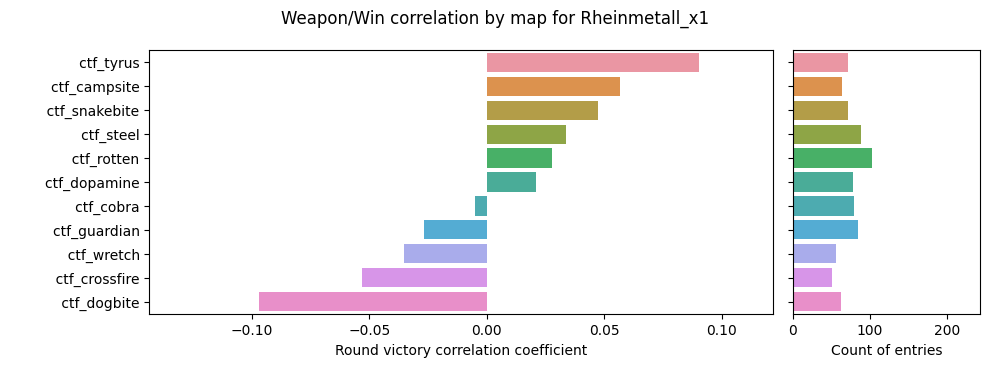 Weapon/Win correlation by map for Rheinmetall_x1
ctf_tyrus
ctf_campsite
ctf_snakebite
ctf_steel
ctf_rotten
ctf_dopamine
ctf_cobra
ctf_guardian
ctf_wretch
ctf_crossfire
ctf_dogbite
−0.10 −0.05 0.00 0.05 0.10
Round victory correlation coefficient
0 100 200
Count of entries